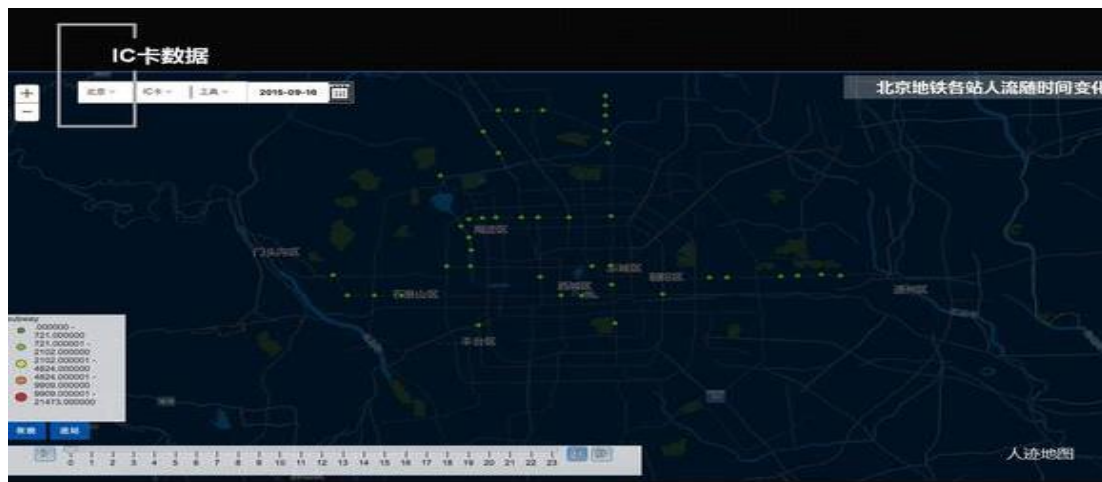 IC卡数据
+
−
北京
IC卡
工具
2015-09-16
北京地铁各站人流随时间变化
门头沟区
海淀区
石景山区
西城区
东城区
朝阳区
通州区
丰台区
subway
.000000 -
721.000000
721.000001 -
2102.000000
2102.000001 -
4824.000000
4824.000001 -
9909.000000
9909.000001 -
21473.000000
进站
0 1 2 3 4 5 6 7 8 9 10 11 12 13 14 15 16 17 18 19 20 21 22 23
人迹地图